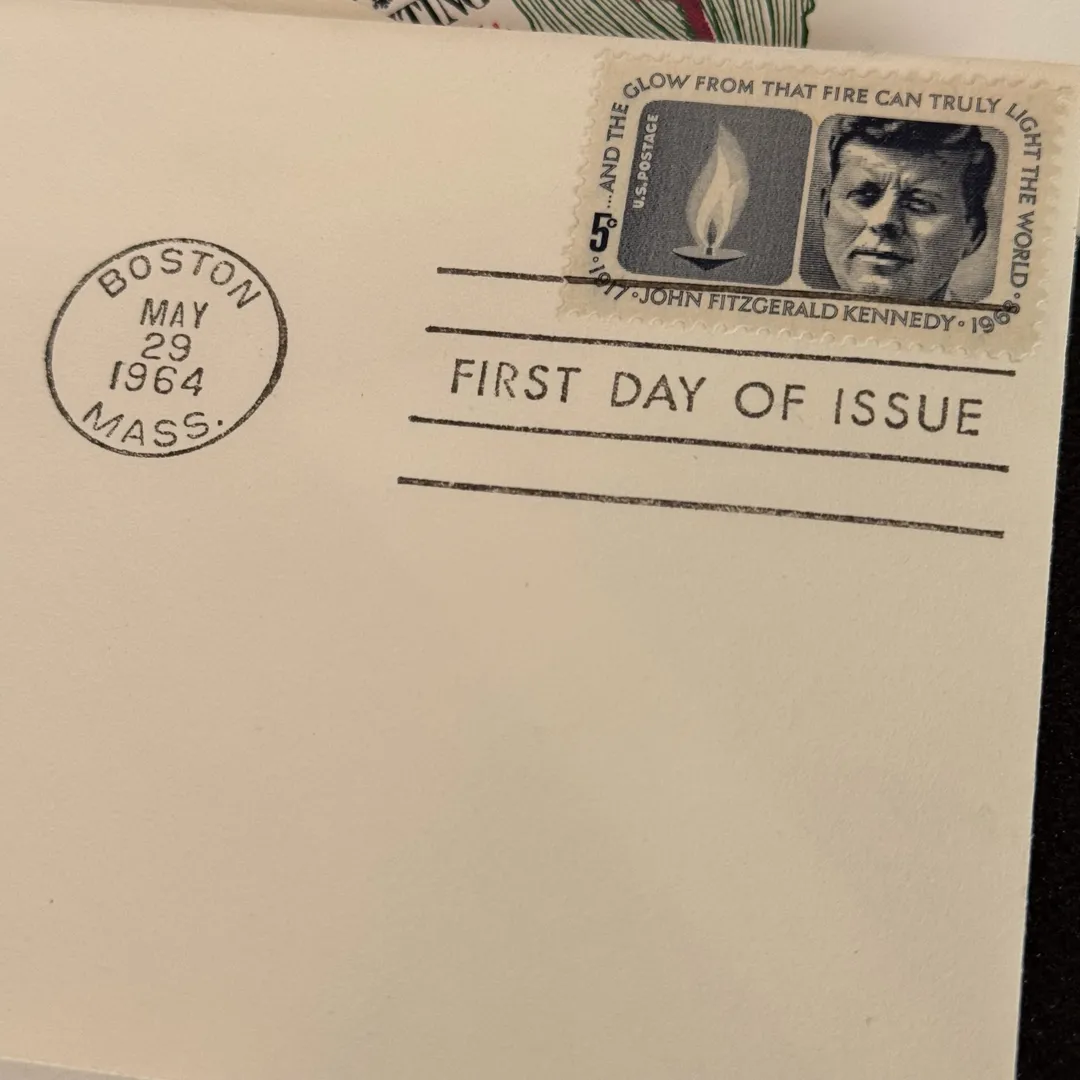 ...AND THE GLOW FROM THAT FIRE CAN TRULY LIGHT THE WORLD
U.S. POSTAGE
5c
·1917·JOHN FITZGERALD KENNEDY·1963·
BOSTON
MAY
29
1964
MASS.
FIRST DAY OF ISSUE